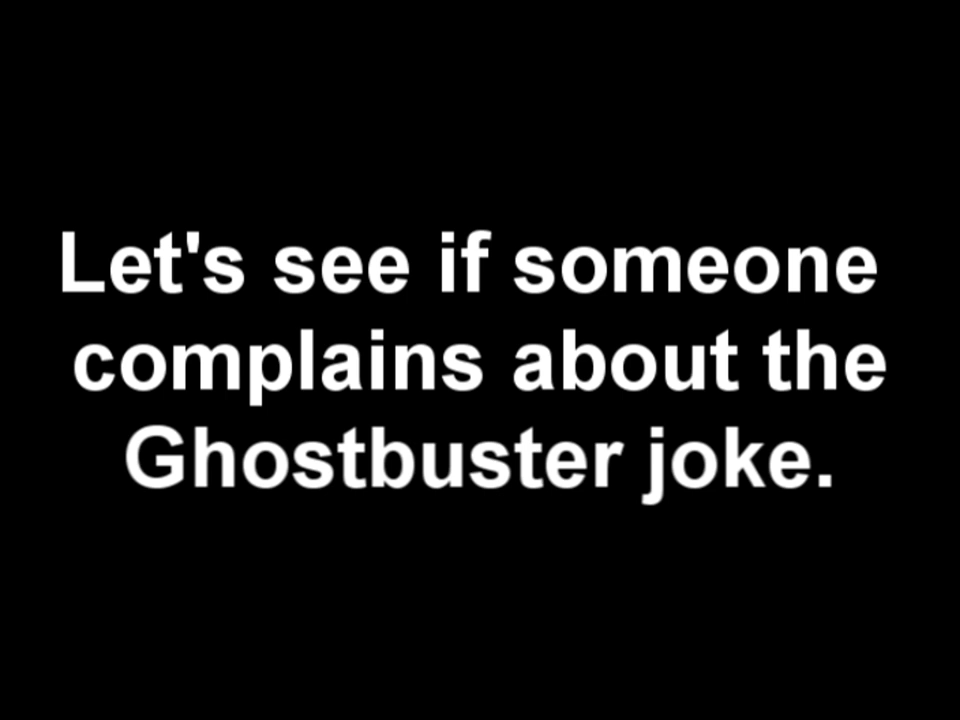 Let's see if someone
complains about the
Ghostbuster joke.